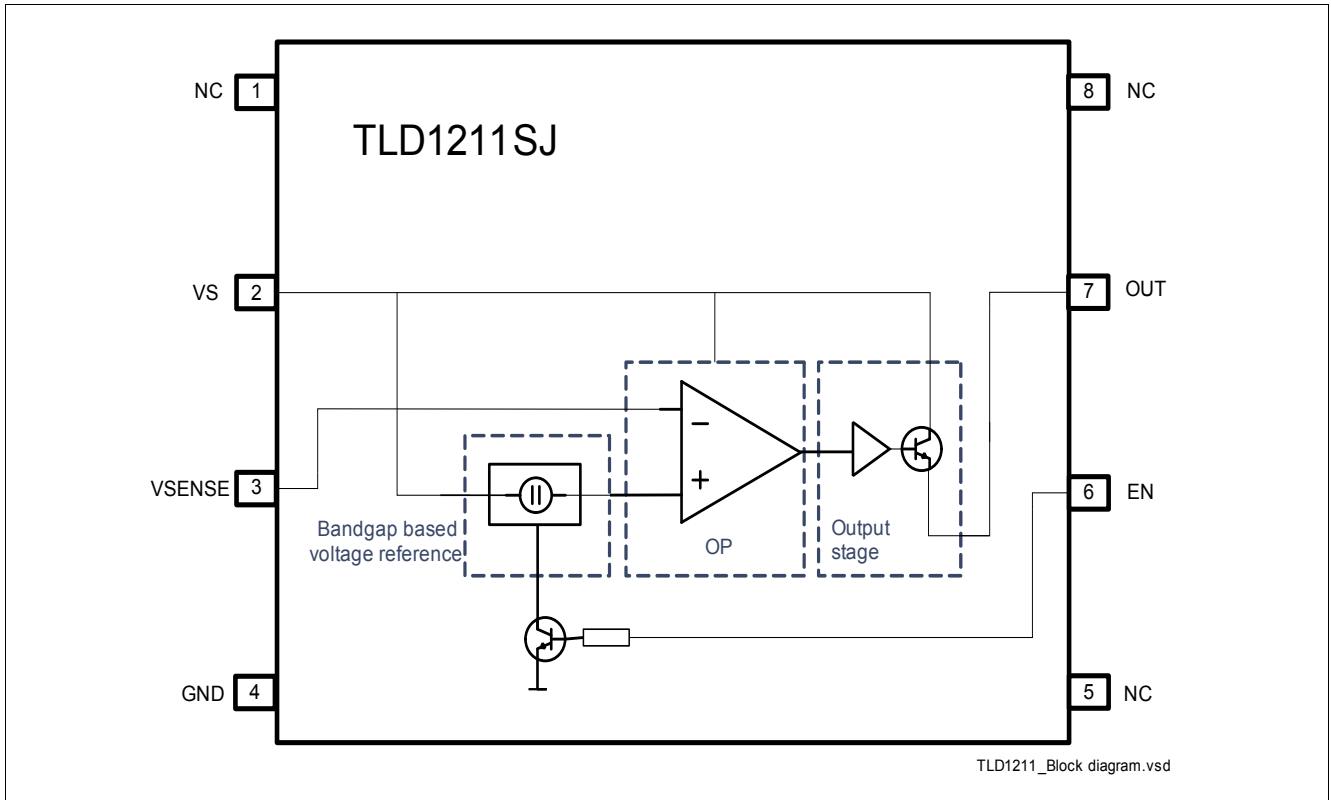 NC 1
8 NC
TLD1211SJ
VS 2
7 OUT
VSENSE 3
6 EN
−
+
Bandgap based
voltage reference
OP
Output
stage
GND 4
5 NC
TLD1211_Block diagram.vsd